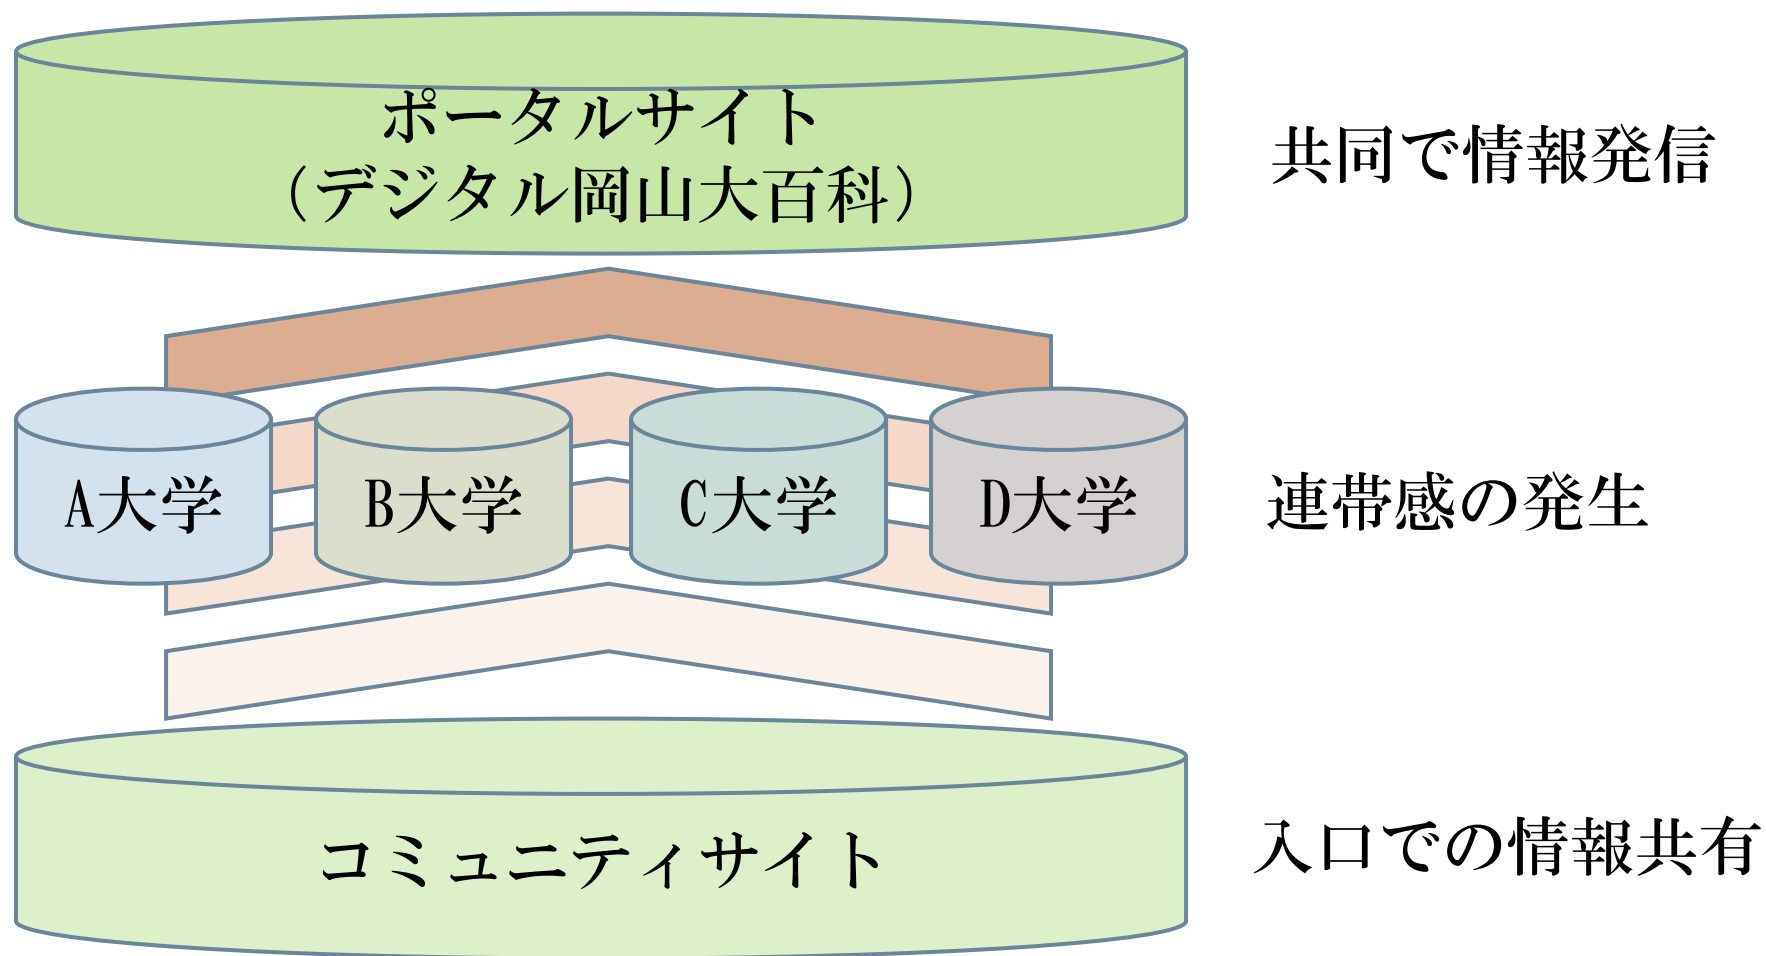 ポータルサイト
（デジタル岡山大百科）
共同で情報発信
A大学
B大学
C大学
D大学
連帯感の発生
コミュニティサイト
入口での情報共有